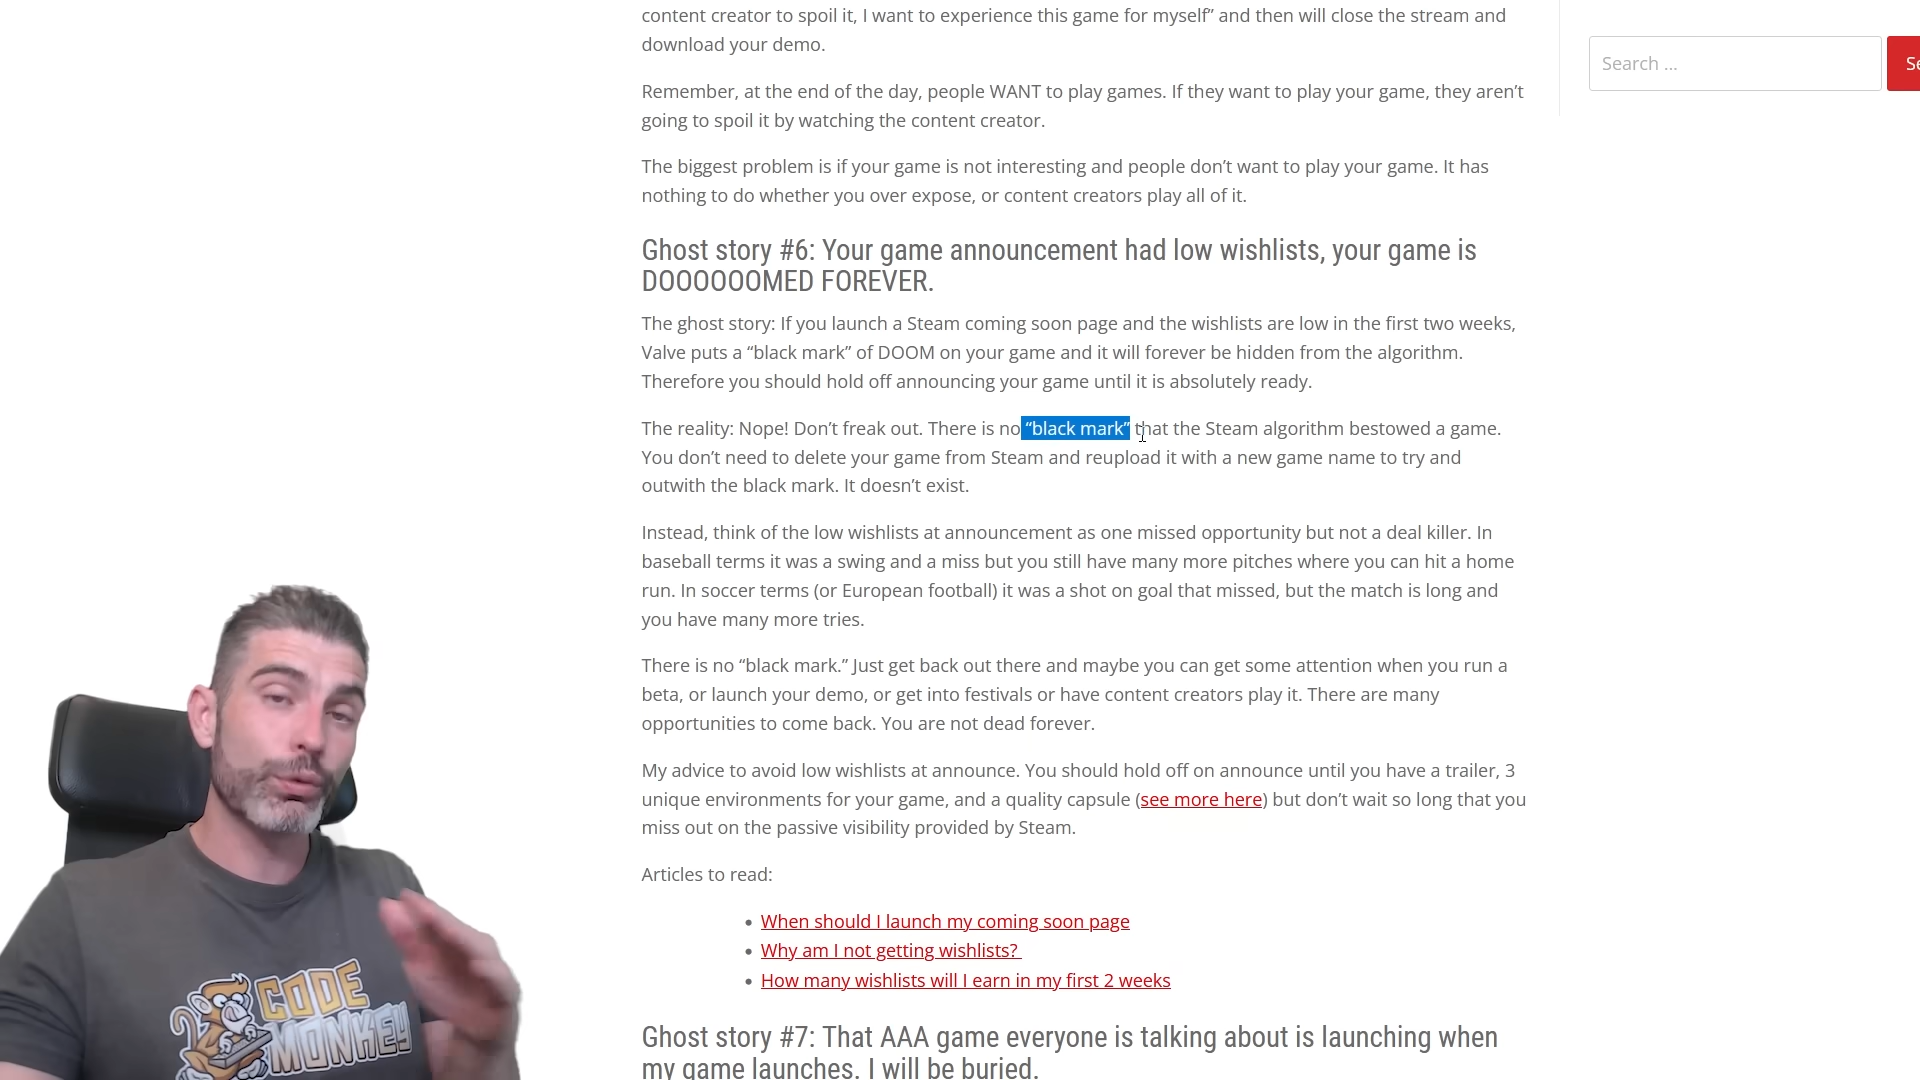 content creator to spoil it, I want to experience this game for myself” and then will close the stream and
download your demo.
Search …
Remember, at the end of the day, people WANT to play games. If they want to play your game, they aren’t
going to spoil it by watching the content creator.
The biggest problem is if your game is not interesting and people don’t want to play your game. It has
nothing to do whether you over expose, or content creators play all of it.
Ghost story #6: Your game announcement had low wishlists, your game is
DOOOOOOMED FOREVER.
The ghost story: If you launch a Steam coming soon page and the wishlists are low in the first two weeks,
Valve puts a “black mark” of DOOM on your game and it will forever be hidden from the algorithm.
Therefore you should hold off announcing your game until it is absolutely ready.
The reality: Nope! Don’t freak out. There is no “black mark” that the Steam algorithm bestowed a game.
You don’t need to delete your game from Steam and reupload it with a new game name to try and
outwith the black mark. It doesn’t exist.
Instead, think of the low wishlists at announcement as one missed opportunity but not a deal killer. In
baseball terms it was a swing and a miss but you still have many more pitches where you can hit a home
run. In soccer terms (or European football) it was a shot on goal that missed, but the match is long and
you have many more tries.
There is no “black mark.” Just get back out there and maybe you can get some attention when you run a
beta, or launch your demo, or get into festivals or have content creators play it. There are many
opportunities to come back. You are not dead forever.
My advice to avoid low wishlists at announce. You should hold off on announce until you have a trailer, 3
unique environments for your game, and a quality capsule (see more here) but don’t wait so long that you
miss out on the passive visibility provided by Steam.
Articles to read:
When should I launch my coming soon page
Why am I not getting wishlists?
How many wishlists will I earn in my first 2 weeks
Ghost story #7: That AAA game everyone is talking about is launching when
my game launches. I will be buried.
CODE
MONKEY